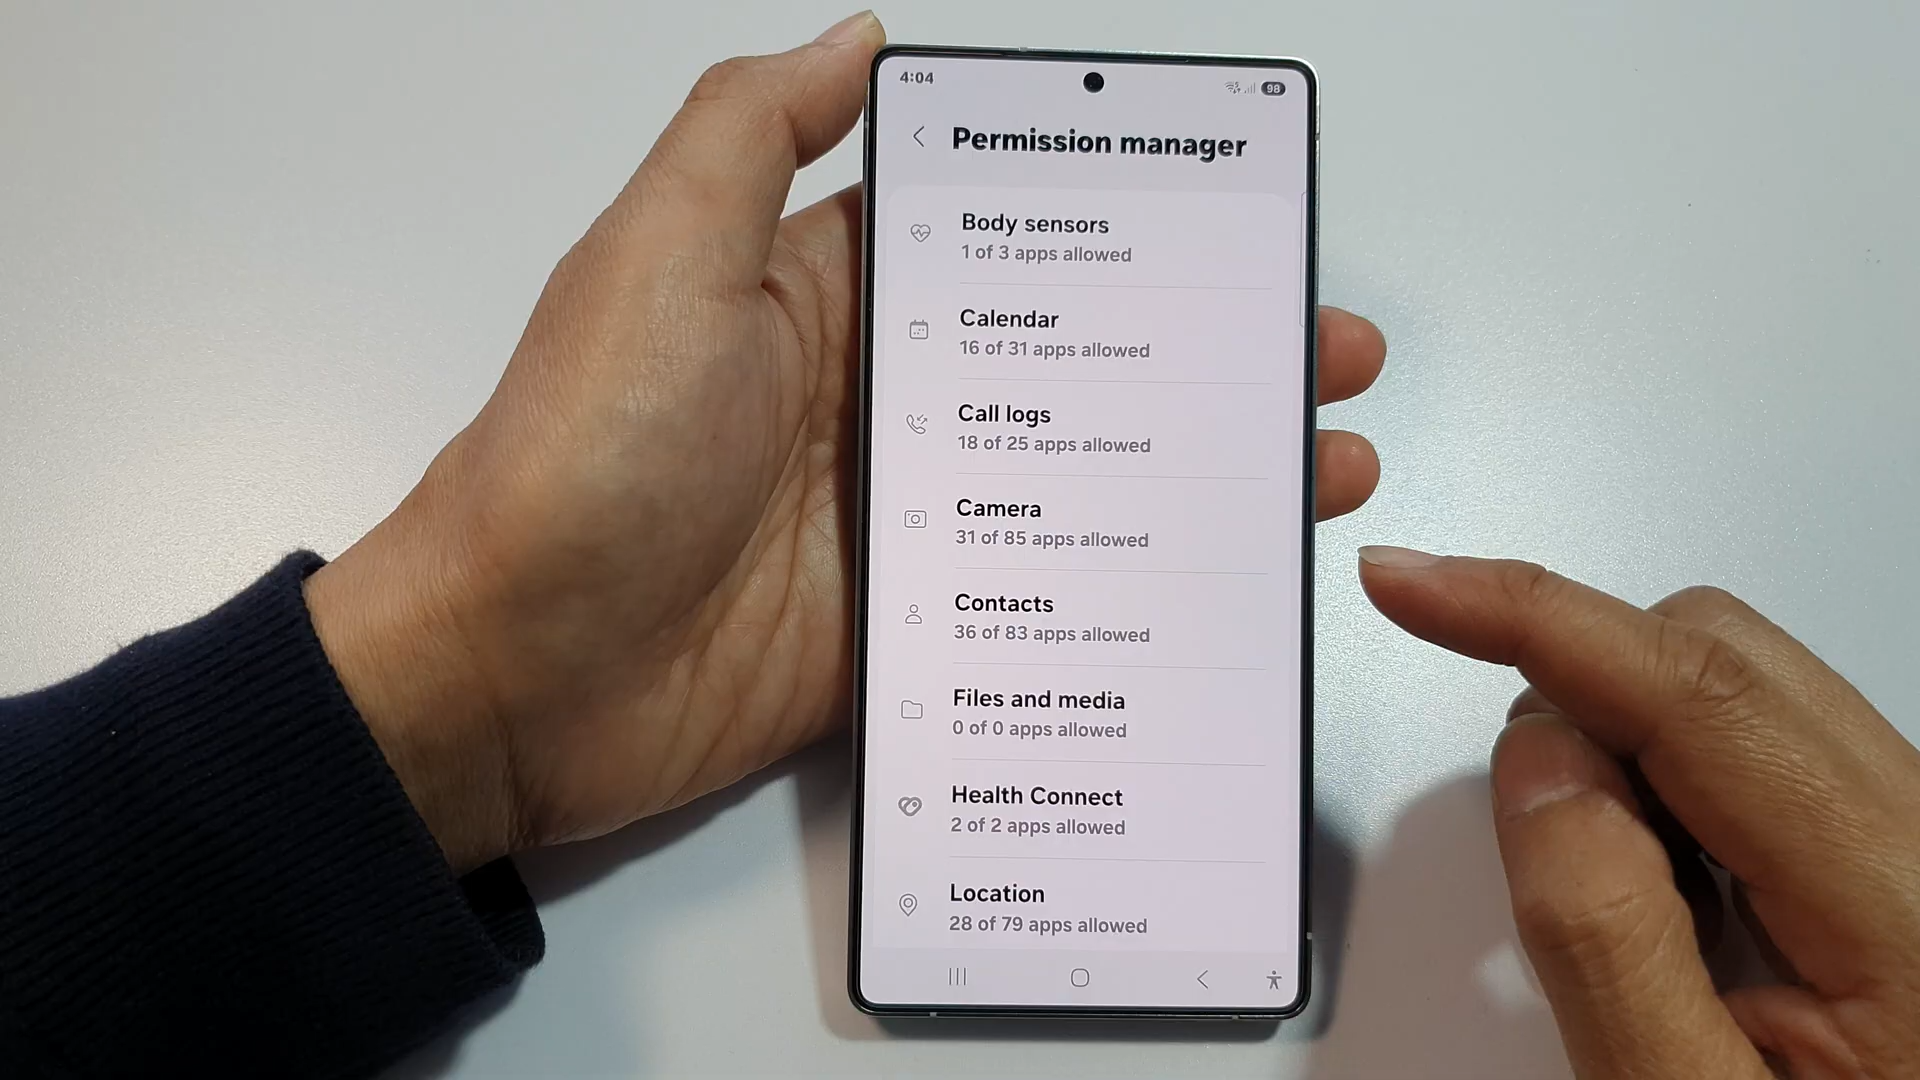 4:04
98
Permission manager
Body sensors
1 of 3 apps allowed
Calendar
16 of 31 apps allowed
Call logs
18 of 25 apps allowed
Camera
31 of 85 apps allowed
Contacts
36 of 83 apps allowed
Files and media
0 of 0 apps allowed
Health Connect
2 of 2 apps allowed
Location
28 of 79 apps allowed